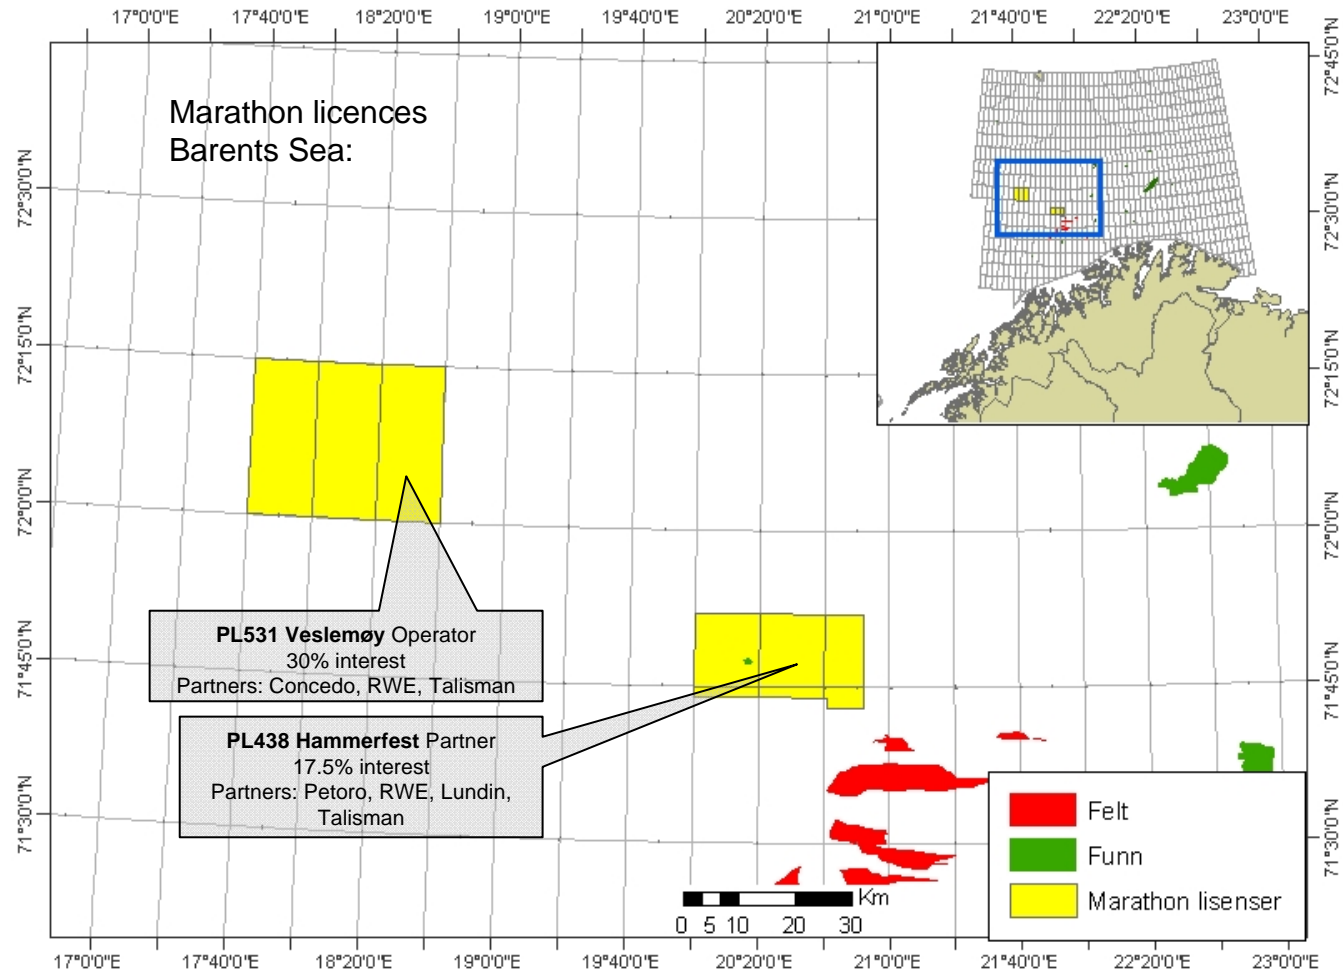 17°0'0"E 17°40'0"E 18°20'0"E 19°0'0"E 19°40'0"E 20°20'0"E 21°0'0"E 21°40'0"E 22°20'0"E 23°0'0"E
Marathon licences
Barents Sea:
72°30'0"N
72°15'0"N
72°0'0"N
71°45'0"N
71°30'0"N
72°45'0"N
72°30'0"N
72°15'0"N
72°0'0"N
71°45'0"N
71°30'0"N
PL531 Veslemøy Operator
30% interest
Partners: Concedo, RWE, Talisman
PL438 Hammerfest Partner
17.5% interest
Partners: Petoro, RWE, Lundin,
Talisman
Felt
Funn
Marathon lisenser
Km
0 5 10 20 30
17°0'0"E 17°40'0"E 18°20'0"E 19°0'0"E 19°40'0"E 20°20'0"E 21°0'0"E 21°40'0"E 22°20'0"E 23°0'0"E